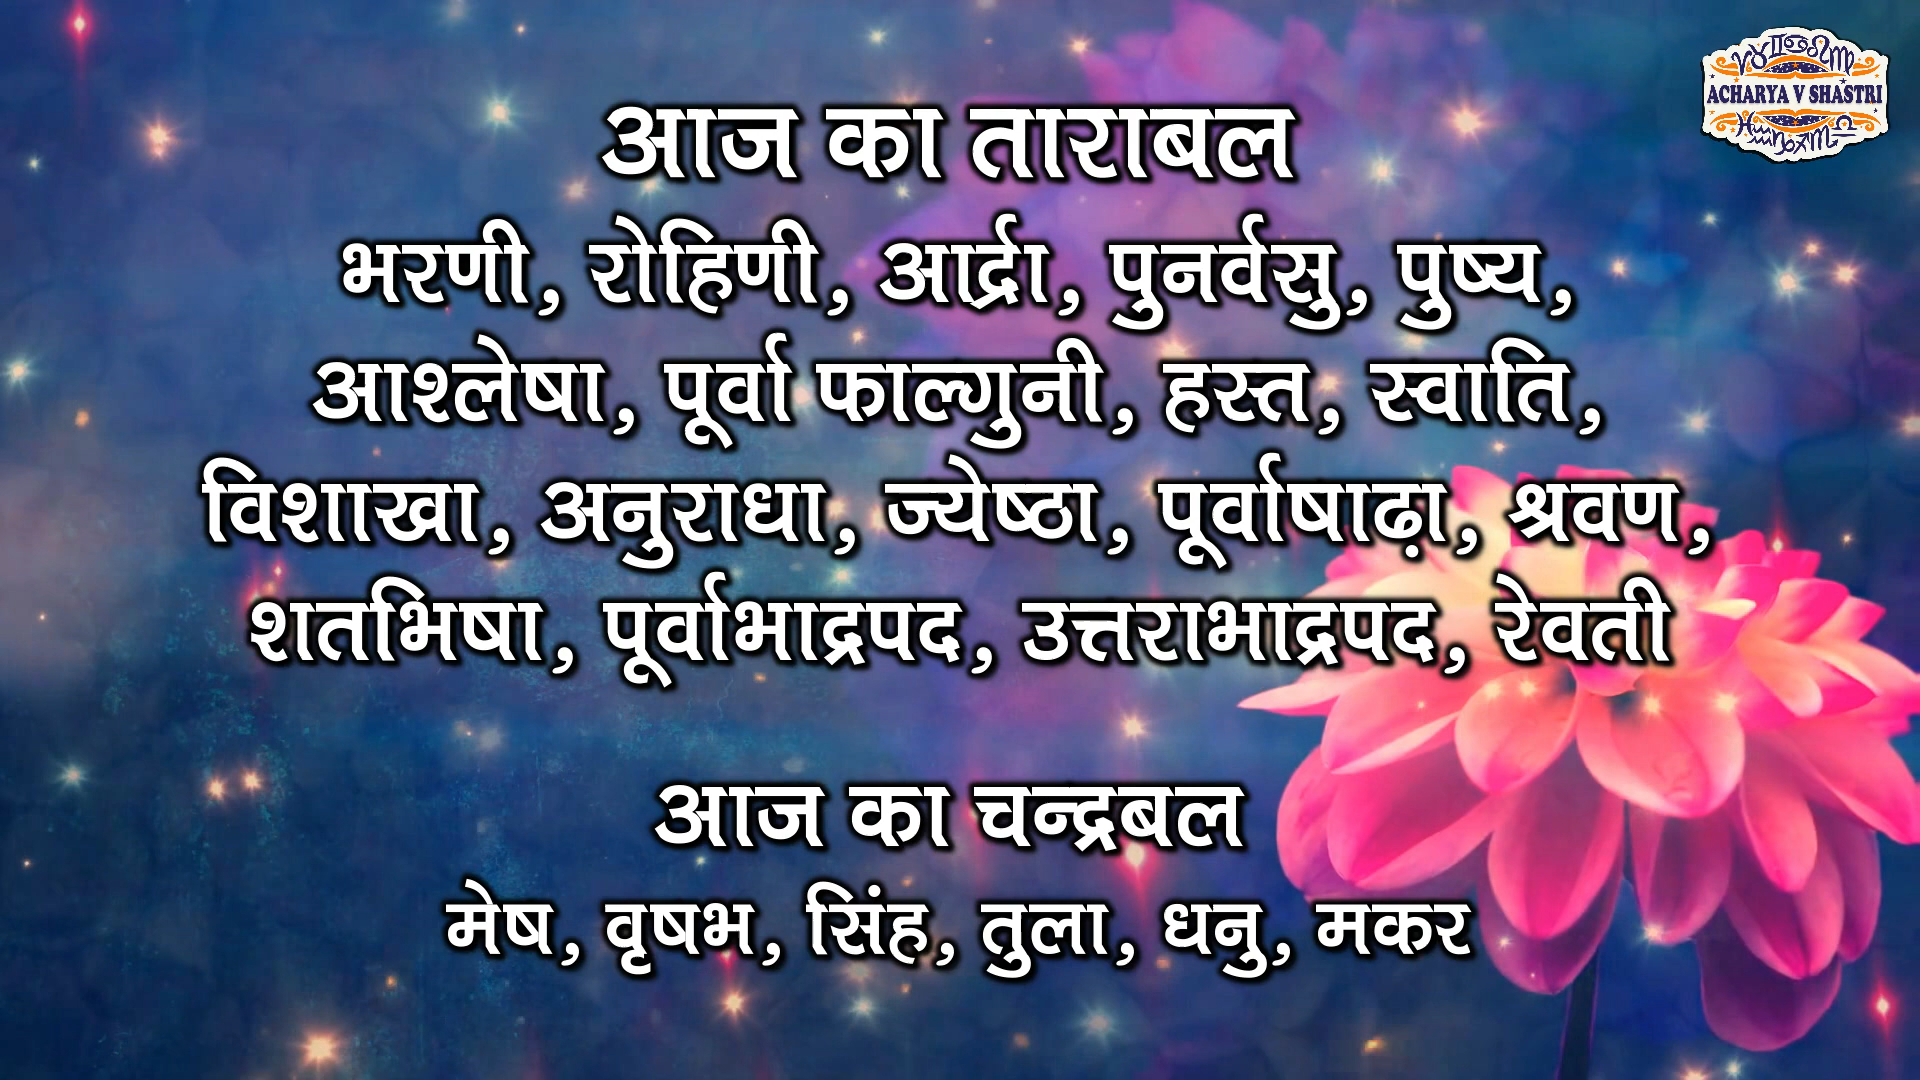 ACHARYA V SHASTRI
आज का ताराबल
भरणी, रोहिणी, आर्द्रा, पुनर्वसु, पुष्य,
आश्लेषा, पूर्वा फाल्गुनी, हस्त, स्वाति,
विशाखा, अनुराधा, ज्येष्ठा, पूर्वाषाढ़ा, श्रवण,
शतभिषा, पूर्वाभाद्रपद, उत्तराभाद्रपद, रेवती
आज का चन्द्रबल
मेष, वृषभ, सिंह, तुला, धनु, मकर